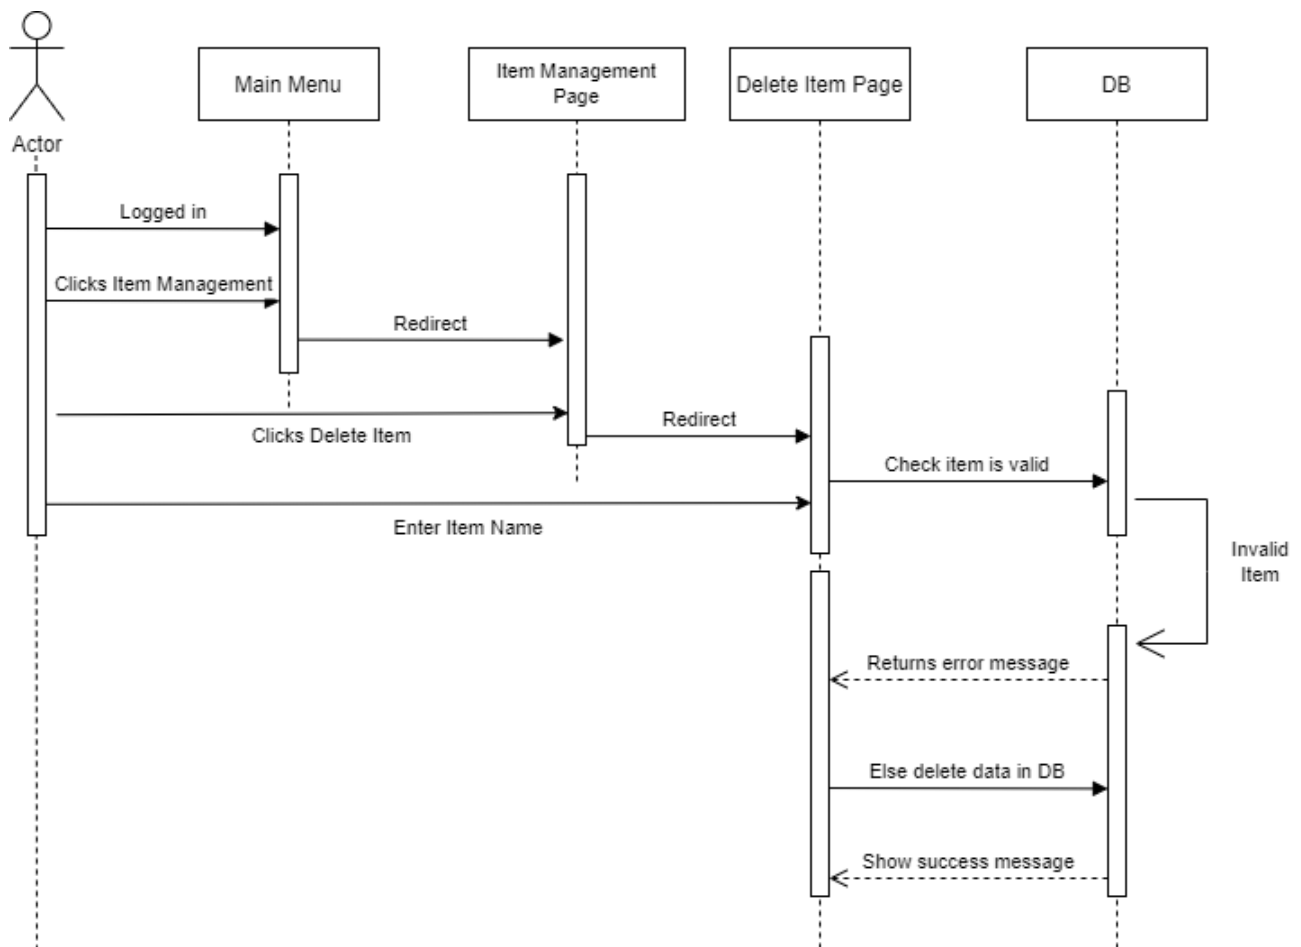 Main Menu
Item Management
Page
Delete Item Page
DB
Actor
Logged in
Clicks Item Management
Redirect
Clicks Delete Item
Redirect
Check item is valid
Enter Item Name
Invalid
Item
Returns error message
Else delete data in DB
Show success message